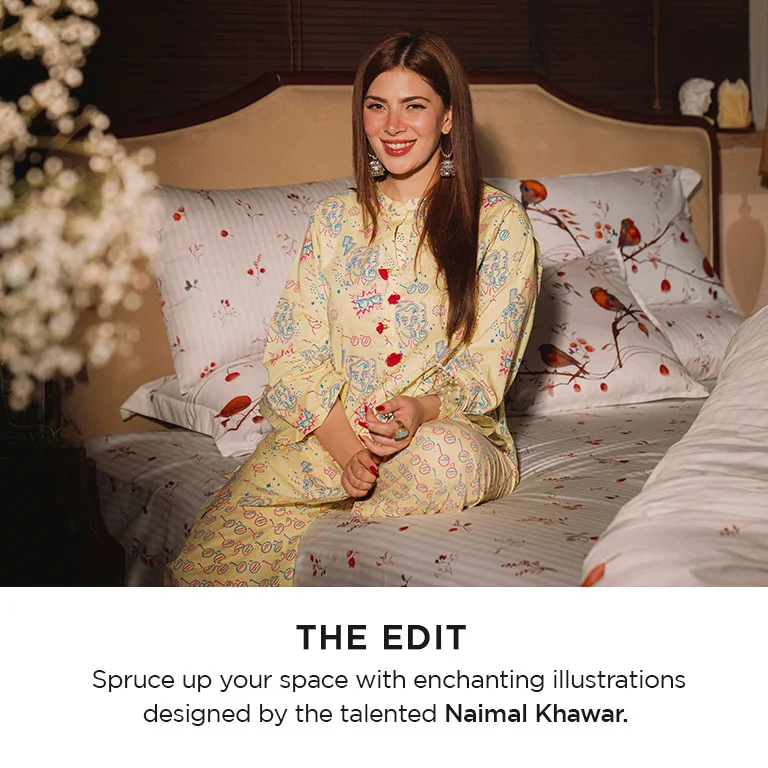 THE EDIT
Spruce up your space with enchanting illustrations
designed by the talented Naimal Khawar.